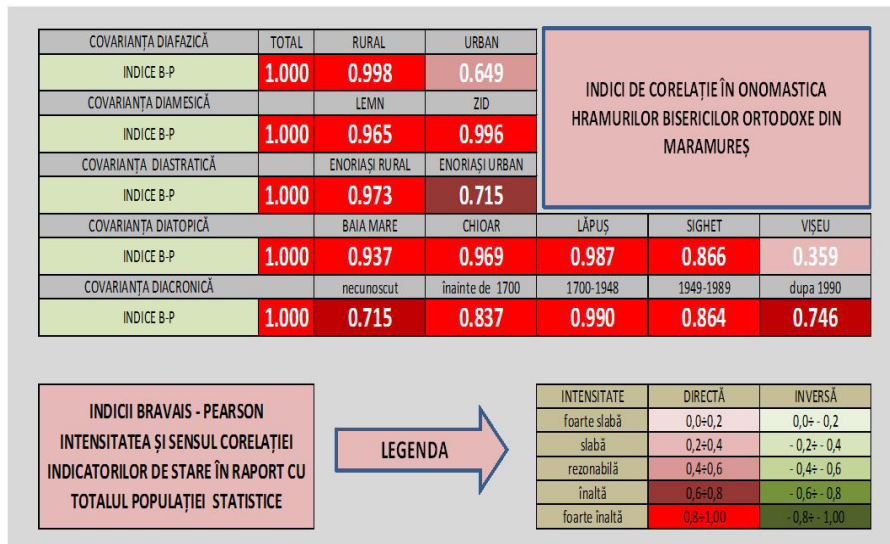 COVARIANȚA DIAFAZICĂ TOTAL RURAL URBAN
INDICE B-P 1.000 0.998 0.649
COVARIANȚA DIAMESICĂ LEMN ZID
INDICE B-P 1.000 0.965 0.996
COVARIANȚA DIASTRATICĂ ENORIAȘI RURAL ENORIAȘI URBAN
INDICE B-P 1.000 0.973 0.715
COVARIANȚA DIATOPICĂ BAIA MARE CHIOAR LĂPUȘ SIGHET VIȘEU
INDICE B-P 1.000 0.937 0.969 0.987 0.866 0.359
COVARIANȚA DIACRONICĂ necunoscut înainte de 1700 1700-1948 1949-1989 dupa 1990
INDICE B-P 1.000 0.715 0.837 0.990 0.864 0.746
INDICI DE CORELAȚIE ÎN ONOMASTICA
HRAMURILOR BISERICILOR ORTODOXE DIN
MARAMUREȘ
INDICII BRAVAIS - PEARSON
INTENSITATEA ȘI SENSUL CORELAȚIEI
INDICATORILOR DE STARE ÎN RAPORT CU
TOTALUL POPULAȚIEI STATISTICE
LEGENDA
INTENSITATE DIRECTĂ INVERSĂ
foarte slabă 0,0÷0,2 0,0÷ - 0,2
slabă 0,2÷0,4 - 0,2÷ - 0,4
rezonabilă 0,4÷0,6 - 0,4÷ - 0,6
înaltă 0,6÷0,8 - 0,6÷ - 0,8
foarte înaltă 0,8÷1,00 - 0,8÷ - 1,00